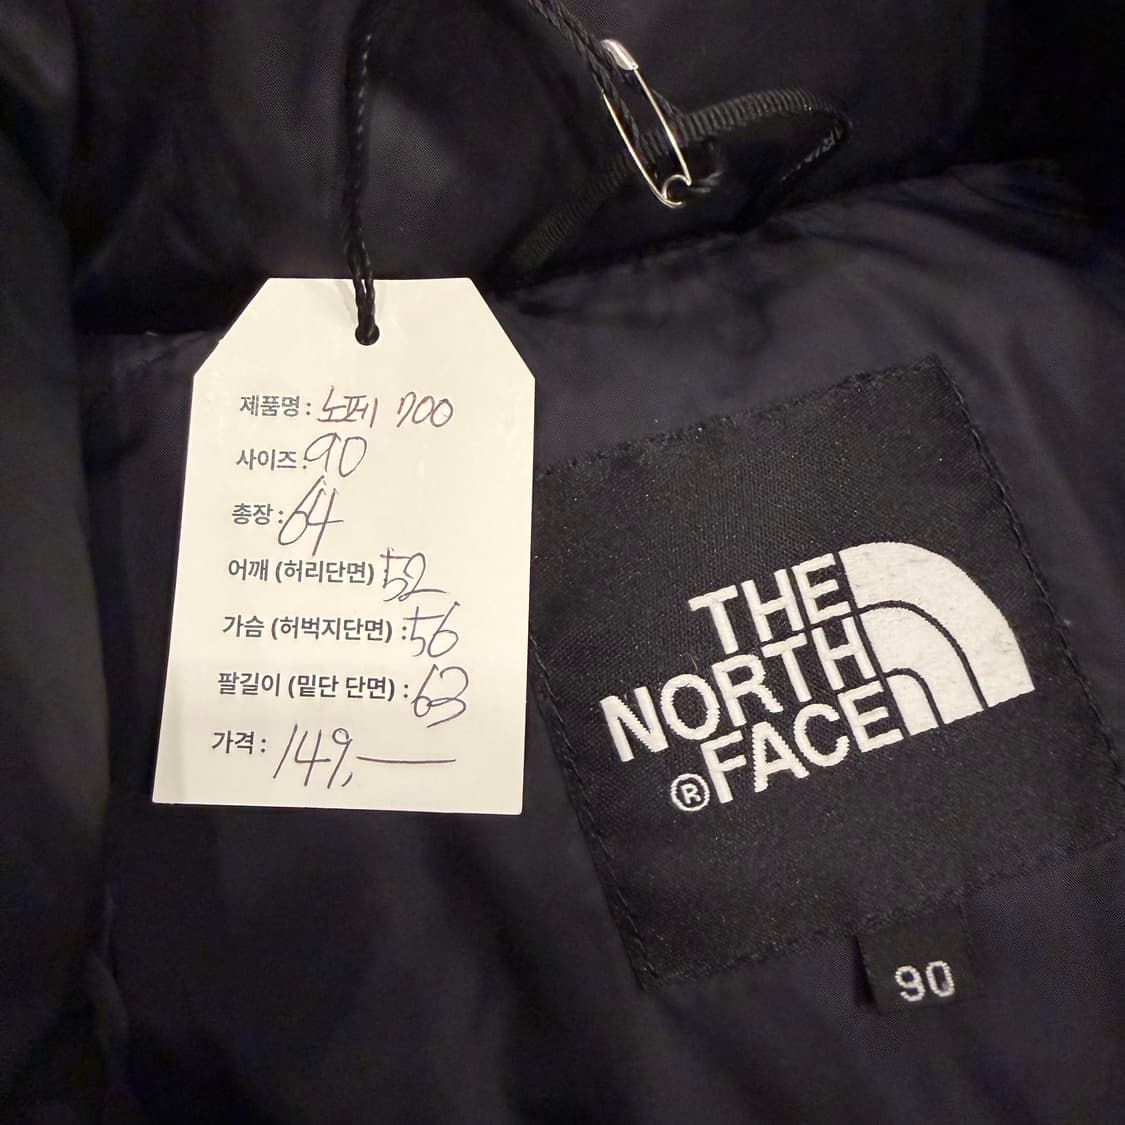 제품명 : 노페 700
사이즈 : 90
총장 : 64
어깨 (허리단면) 52
가슴 (허벅지단면) : 56
팔길이 (밑단 단면) : 63
가격 : 149,―
THE
NORTH
® FACE
90